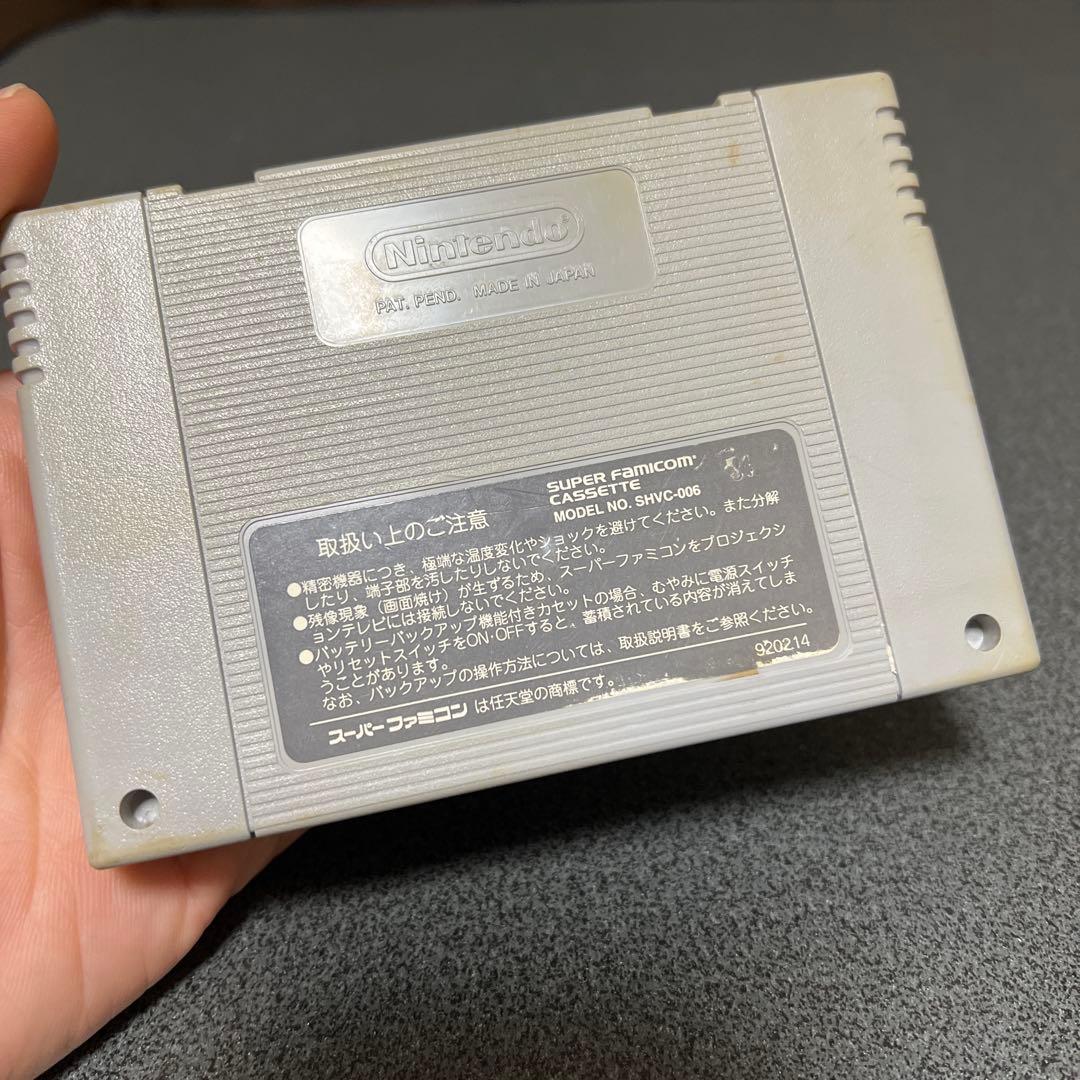 Nintendo®
PAT. PEND. MADE IN JAPAN
SUPER Famicom
CASSETTE
MODEL NO. SHVC-006
取扱い上のご注意
●精密機器につき、極端な温度変化やショックを避けてください。また分解
したり、端子部を汚したりしないでください。
●残像現象（画面焼け）が生ずるため、スーパーファミコンをプロジェクシ
ョンテレビには接続しないでください。
●バッテリーバックアップ機能付きカセットの場合、むやみに電源スイッチ
やリセットスイッチをON・OFFすると、蓄積されている内容が消えてしま
うことがあります。
なお、バックアップの操作方法については、取扱説明書をご参照ください。
920214
スーパーファミコン は任天堂の商標です。